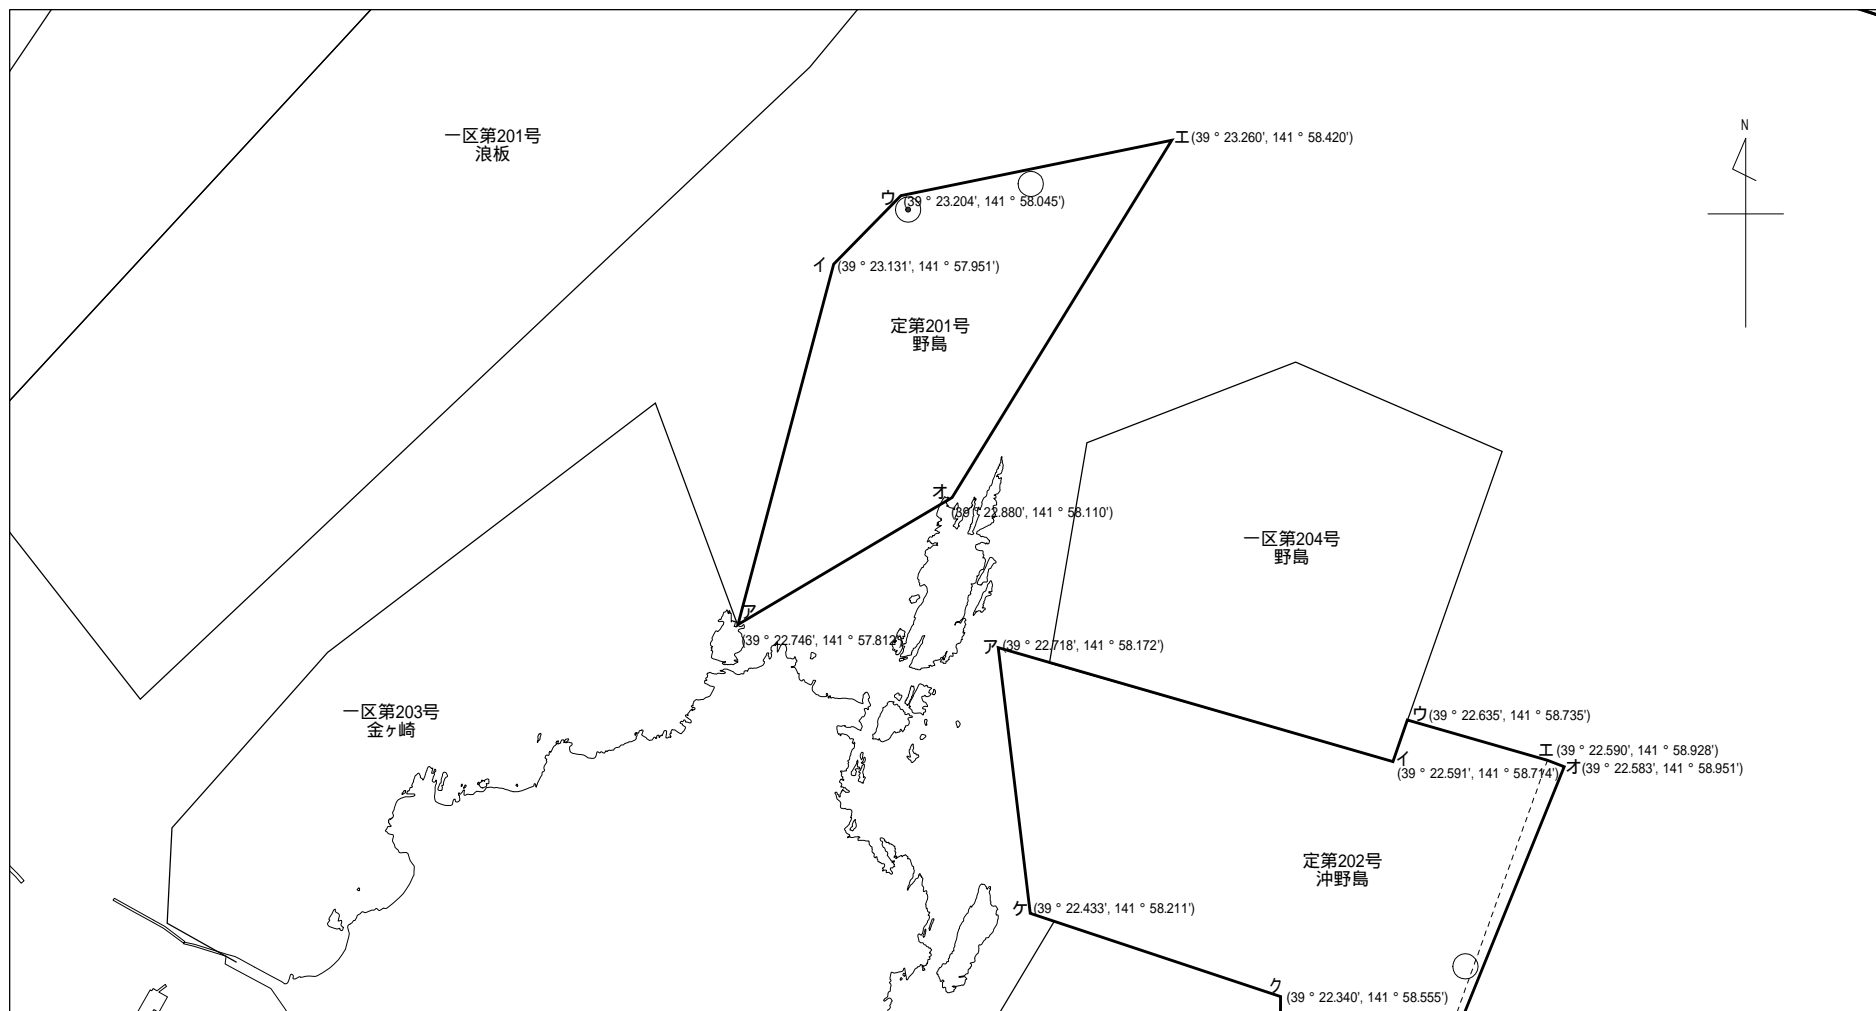 一区第201号
浪板
エ(39 ° 23.260', 141 ° 58.420')
N
ウ(39 ° 23.204', 141 ° 58.045')
イ(39 ° 23.131', 141 ° 57.951')
定第201号
野島
オ
(39 ° 22.880', 141 ° 58.110')
一区第204号
野島
ア
(39 ° 22.746', 141 ° 57.812')
ア(39 ° 22.718', 141 ° 58.172')
一区第203号
金ヶ崎
ウ(39 ° 22.635', 141 ° 58.735')
エ(39 ° 22.590', 141 ° 58.928')
イ
(39 ° 22.591', 141 ° 58.714')
オ(39 ° 22.583', 141 ° 58.951')
定第202号
沖野島
ケ(39 ° 22.433', 141 ° 58.211')
ク
(39 ° 22.340', 141 ° 58.555')